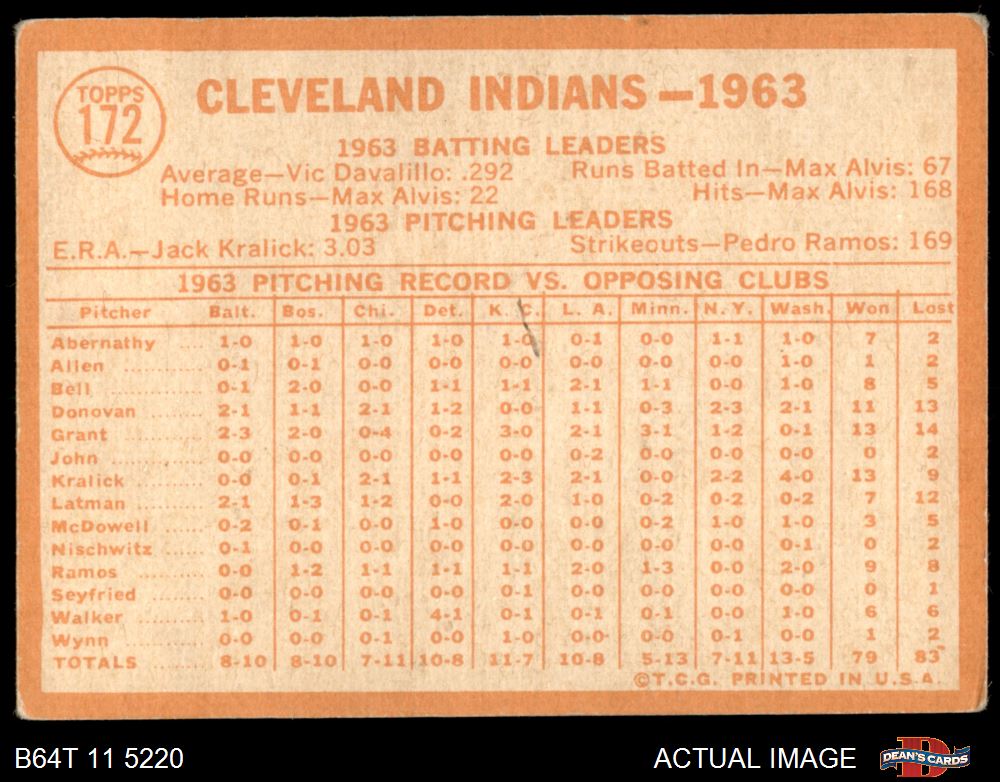 TOPPS
172
CLEVELAND INDIANS—1963
1963 BATTING LEADERS
Average—Vic Davalillo: .292 Runs Batted In—Max Alvis: 67
Home Runs—Max Alvis: 22 Hits—Max Alvis: 168
1963 PITCHING LEADERS
E.R.A.—Jack Kralick: 3.03 Strikeouts—Pedro Ramos: 169
1963 PITCHING RECORD VS. OPPOSING CLUBS
Pitcher Balt. Bos. Chi. Det. K. C. L. A. Minn. N. Y. Wash. Won Lost
Abernathy .... 1-0 1-0 1-0 1-0 1-0 0-1 0-0 1-1 1-0 7 2
Allen .......... 0-1 0-1 0-0 0-0 0-0 0-0 0-0 0-0 1-0 1 2
Bell ............ 0-1 2-0 0-0 1-1 1-1 2-1 1-1 0-0 1-0 8 5
Donovan ........ 2-1 1-1 2-1 1-2 0-0 1-1 0-3 2-3 2-1 11 13
Grant .......... 2-3 2-0 0-4 0-2 3-0 2-1 3-1 1-2 0-1 13 14
John ............ 0-0 0-0 0-0 0-0 0-0 0-2 0-0 0-0 0-0 0 2
Kralick ........ 0-0 0-1 2-1 1-1 2-3 2-1 0-0 2-2 4-0 13 9
Latman ........ 2-1 1-3 1-2 0-0 2-0 1-0 0-2 0-2 0-2 7 12
McDowell ...... 0-2 0-1 0-0 1-0 0-0 0-0 0-2 1-0 1-0 3 5
Nischwitz ...... 0-1 0-0 0-0 0-0 0-0 0-0 0-0 0-0 0-1 0 2
Ramos .......... 0-0 1-2 1-1 1-1 1-1 2-0 1-3 0-0 2-0 9 8
Seyfried ........ 0-0 0-0 0-0 0-0 0-1 0-0 0-0 0-0 0-0 0 1
Walker .......... 1-0 0-1 0-1 4-1 0-1 0-1 0-1 0-0 1-0 6 6
Wynn ............ 0-0 0-0 0-1 0-0 1-0 0-0 0-0 0-1 0-0 1 2
TOTALS ........ 8-10 8-10 7-11 10-8 11-7 10-8 5-13 7-11 13-5 79 83
©T.C.G. PRINTED IN U.S.A.
B64T 11 5220 ACTUAL IMAGE DEAN'S CARDS